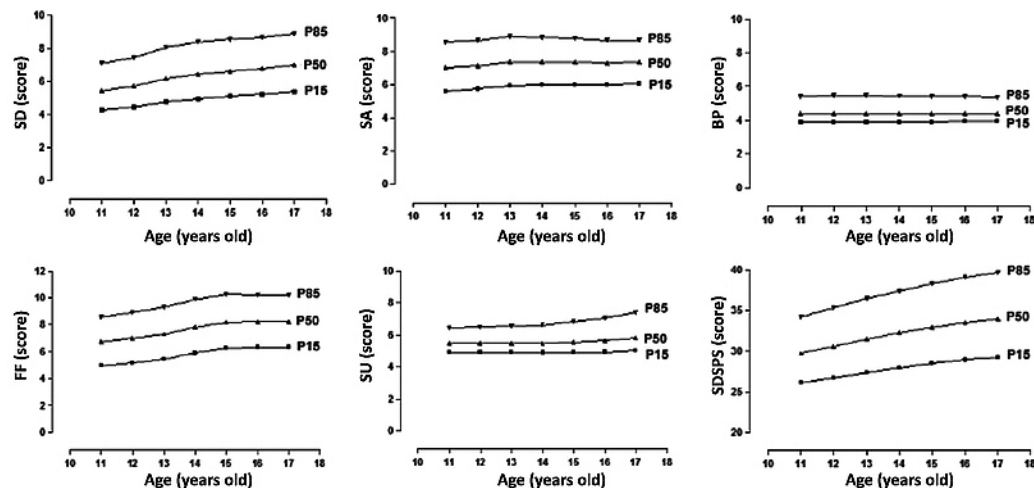 SD (score)
10
8
6
4
2
0
P85
P50
P15
10 11 12 13 14 15 16 17 18
Age (years old)
SA (score)
10
8
6
4
2
0
P85
P50
P15
10 11 12 13 14 15 16 17 18
Age (years old)
BP (score)
10
8
6
4
2
0
P85
P50
P15
10 11 12 13 14 15 16 17 18
Age (years old)
FF (score)
12
10
8
6
4
2
0
P85
P50
P15
10 11 12 13 14 15 16 17 18
Age (years old)
SU (score)
10
8
6
4
2
0
P85
P50
P15
10 11 12 13 14 15 16 17 18
Age (years old)
SDSPS (score)
40
35
30
25
20
P85
P50
P15
10 11 12 13 14 15 16 17 18
Age (years old)